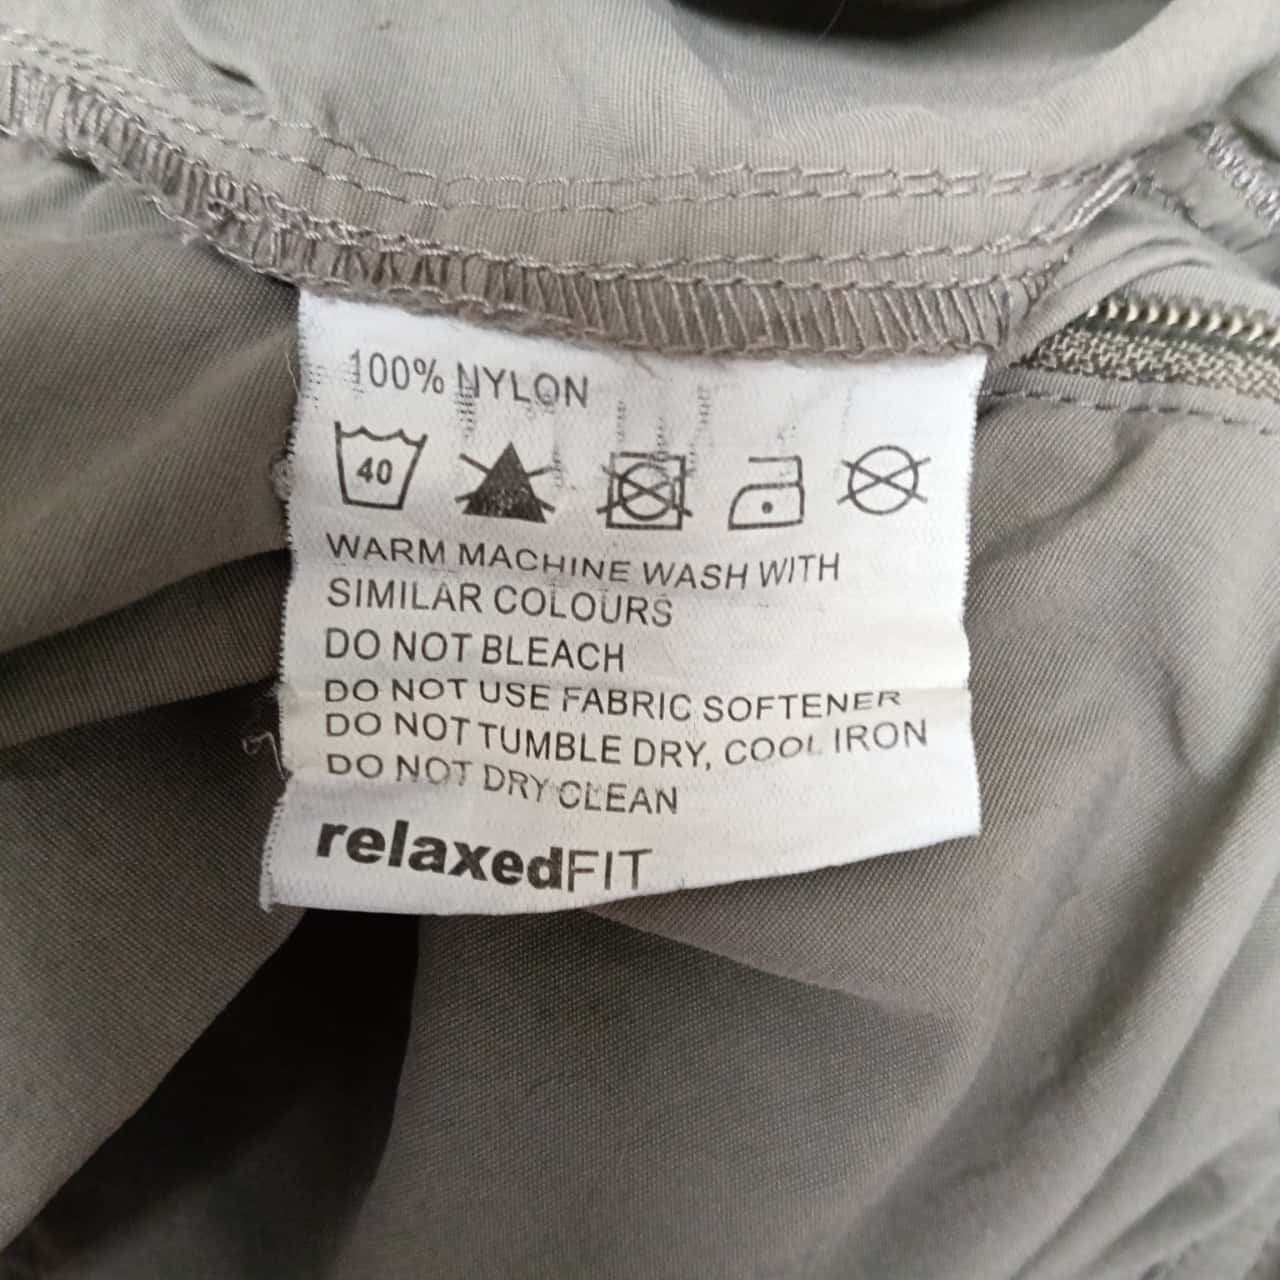 100% NYLON
40
WARM MACHINE WASH WITH
SIMILAR COLOURS
DO NOT BLEACH
DO NOT USE FABRIC SOFTENER
DO NOT TUMBLE DRY, COOL IRON
DO NOT DRY CLEAN
relaxedFIT